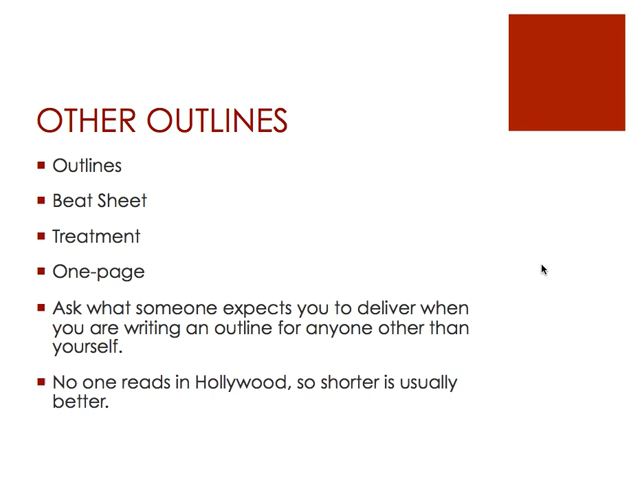 OTHER OUTLINES
Outlines
Beat Sheet
Treatment
One-page
Ask what someone expects you to deliver when
you are writing an outline for anyone other than
yourself.
No one reads in Hollywood, so shorter is usually
better.